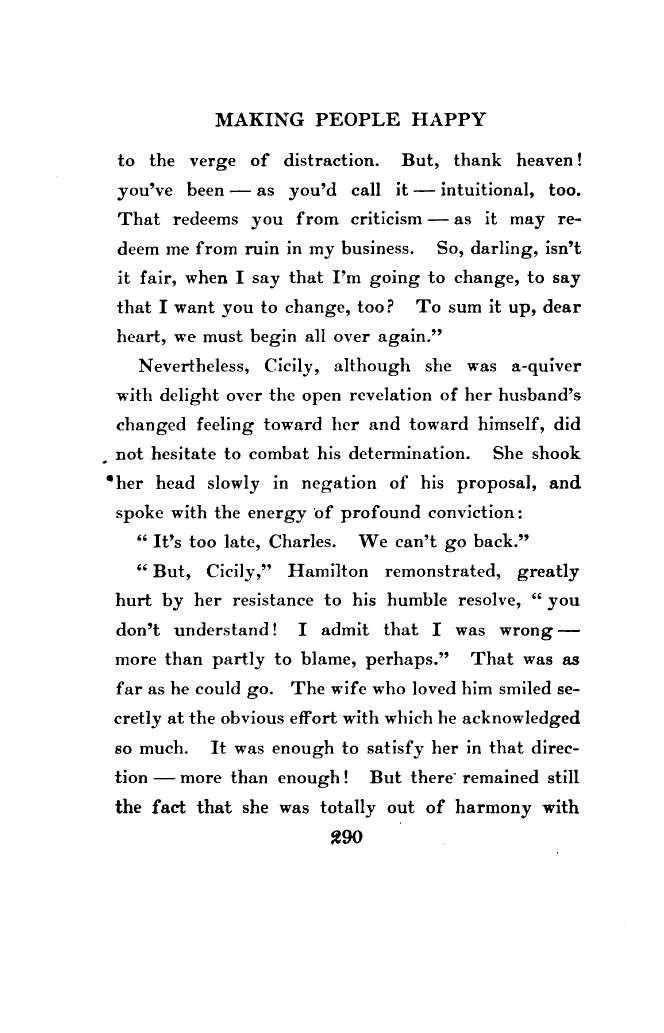 MAKING PEOPLE HAPPY
to the verge of distraction. But, thank heaven!
you've been — as you'd call it — intuitional, too.
That redeems you from criticism — as it may re-
deem me from ruin in my business. So, darling, isn't
it fair, when I say that I'm going to change, to say
that I want you to change, too? To sum it up, dear
heart, we must begin all over again.”
Nevertheless, Cicily, although she was a-quiver
with delight over the open revelation of her husband's
changed feeling toward her and toward himself, did
not hesitate to combat his determination. She shook
her head slowly in negation of his proposal, and
spoke with the energy of profound conviction:
“ It's too late, Charles. We can't go back.”
“ But, Cicily,” Hamilton remonstrated, greatly
hurt by her resistance to his humble resolve, “ you
don't understand! I admit that I was wrong —
more than partly to blame, perhaps.” That was as
far as he could go. The wife who loved him smiled se-
cretly at the obvious effort with which he acknowledged
so much. It was enough to satisfy her in that direc-
tion — more than enough! But there remained still
the fact that she was totally out of harmony with
290